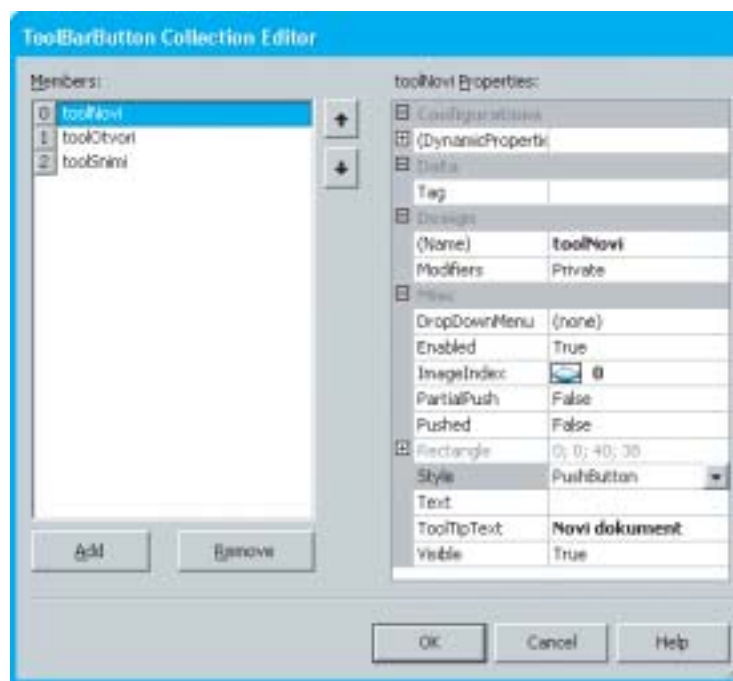 ToolBarButton Collection Editor
Members:
0 toolNovi
1 toolOtvori
2 toolSnimi
Add
Remove
toolNovi Properties:
Configurations
(DynamicPropertie
Data
Tag
Design
(Name) toolNovi
Modifiers Private
Misc
DropDownMenu (none)
Enabled True
ImageIndex 0
PartialPush False
Pushed False
Rectangle 0; 0; 40; 38
Style PushButton
Text
ToolTipText Novi dokument
Visible True
OK
Cancel
Help